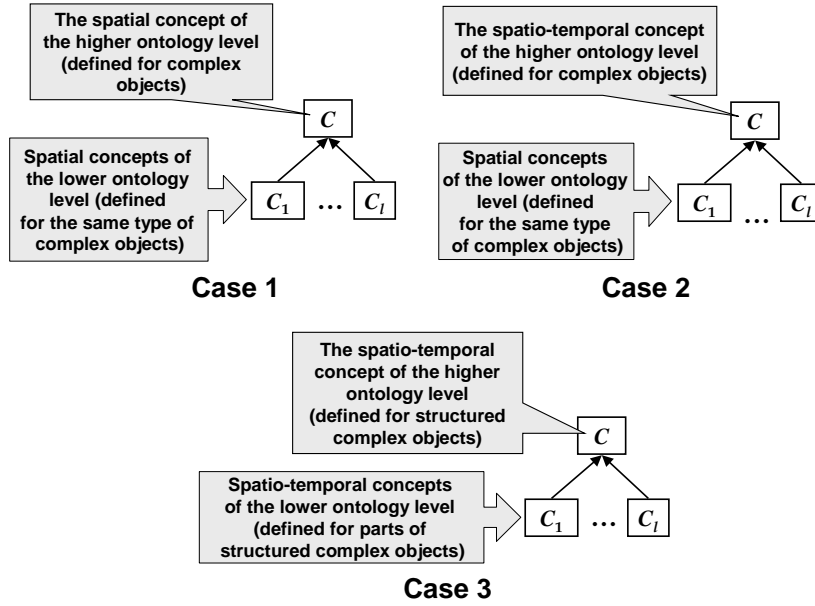 The spatial concept of
the higher ontology level
(defined for complex
objects)
C
Spatial concepts of
the lower ontology
level (defined
for the same type of
complex objects)
C1 ... Cl
Case 1
The spatio-temporal concept
of the higher ontology level
(defined for complex objects)
C
Spatial concepts
of the lower ontology
level (defined
for the same type
of complex objects)
C1 ... Cl
Case 2
The spatio-temporal
concept of the higher
ontology level
(defined for structured
complex objects)
C
Spatio-temporal concepts
of the lower ontology level
(defined for parts of
structured complex objects)
C1 ... Cl
Case 3